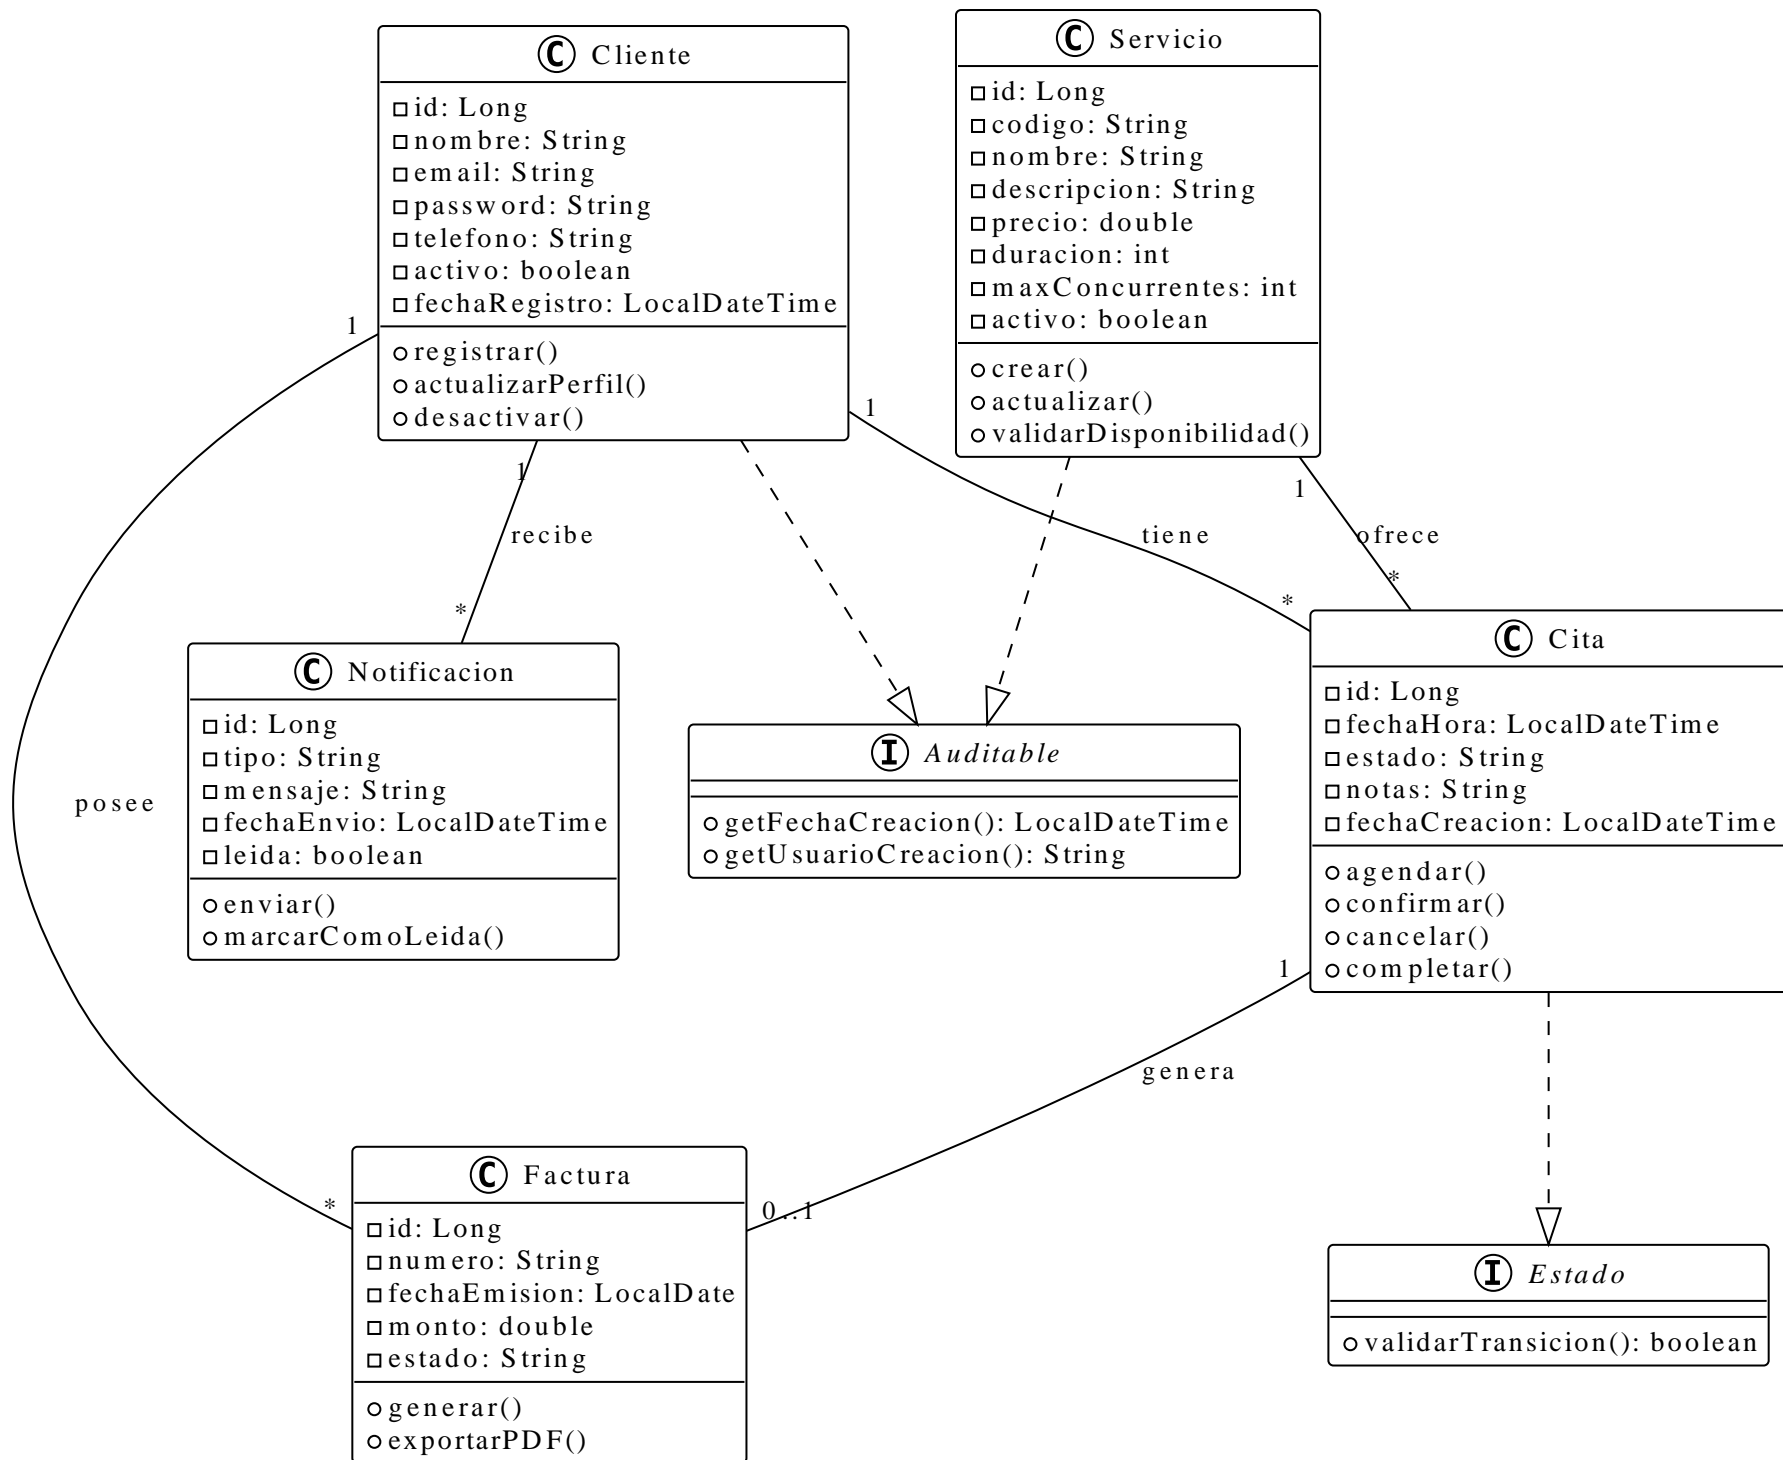 C Cliente
id: Long
nombre: String
email: String
password: String
telefono: String
activo: boolean
fechaRegistro: LocalDateTime
registrar()
actualizarPerfil()
desactivar()
C Servicio
id: Long
codigo: String
nombre: String
descripcion: String
precio: double
duracion: int
maxConcurrentes: int
activo: boolean
crear()
actualizar()
validarDisponibilidad()
1
1
1
1
recibe
tiene
ofrece
*
*
*
C Notificacion
id: Long
tipo: String
mensaje: String
fechaEnvio: LocalDateTime
leida: boolean
enviar()
marcarComoLeida()
I Auditable
getFechaCreacion(): LocalDateTime
getUsuarioCreacion(): String
C Cita
id: Long
fechaHora: LocalDateTime
estado: String
notas: String
fechaCreacion: LocalDateTime
agendar()
confirmar()
cancelar()
completar()
posee
1
genera
*
0..1
C Factura
id: Long
numero: String
fechaEmision: LocalDate
monto: double
estado: String
generar()
exportarPDF()
I Estado
validarTransicion(): boolean